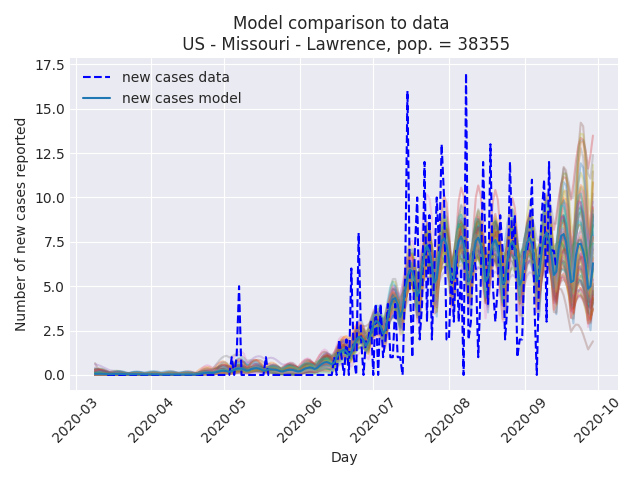 Model comparison to data
US - Missouri - Lawrence, pop. = 38355
17.5
15.0
12.5
10.0
7.5
5.0
2.5
0.0
Number of new cases reported
new cases data
new cases model
2020-03
2020-04
2020-05
2020-06
2020-07
2020-08
2020-09
2020-10
Day